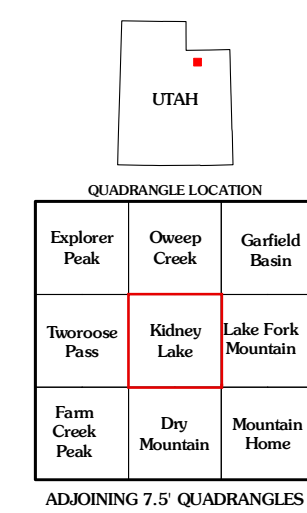 UTAH
QUADRANGLE LOCATION
Explorer
Peak
Oweep
Creek
Garfield
Basin
Tworoose
Pass
Kidney
Lake
Lake Fork
Mountain
Farm
Creek
Peak
Dry
Mountain
Mountain
Home
ADJOINING 7.5' QUADRANGLES